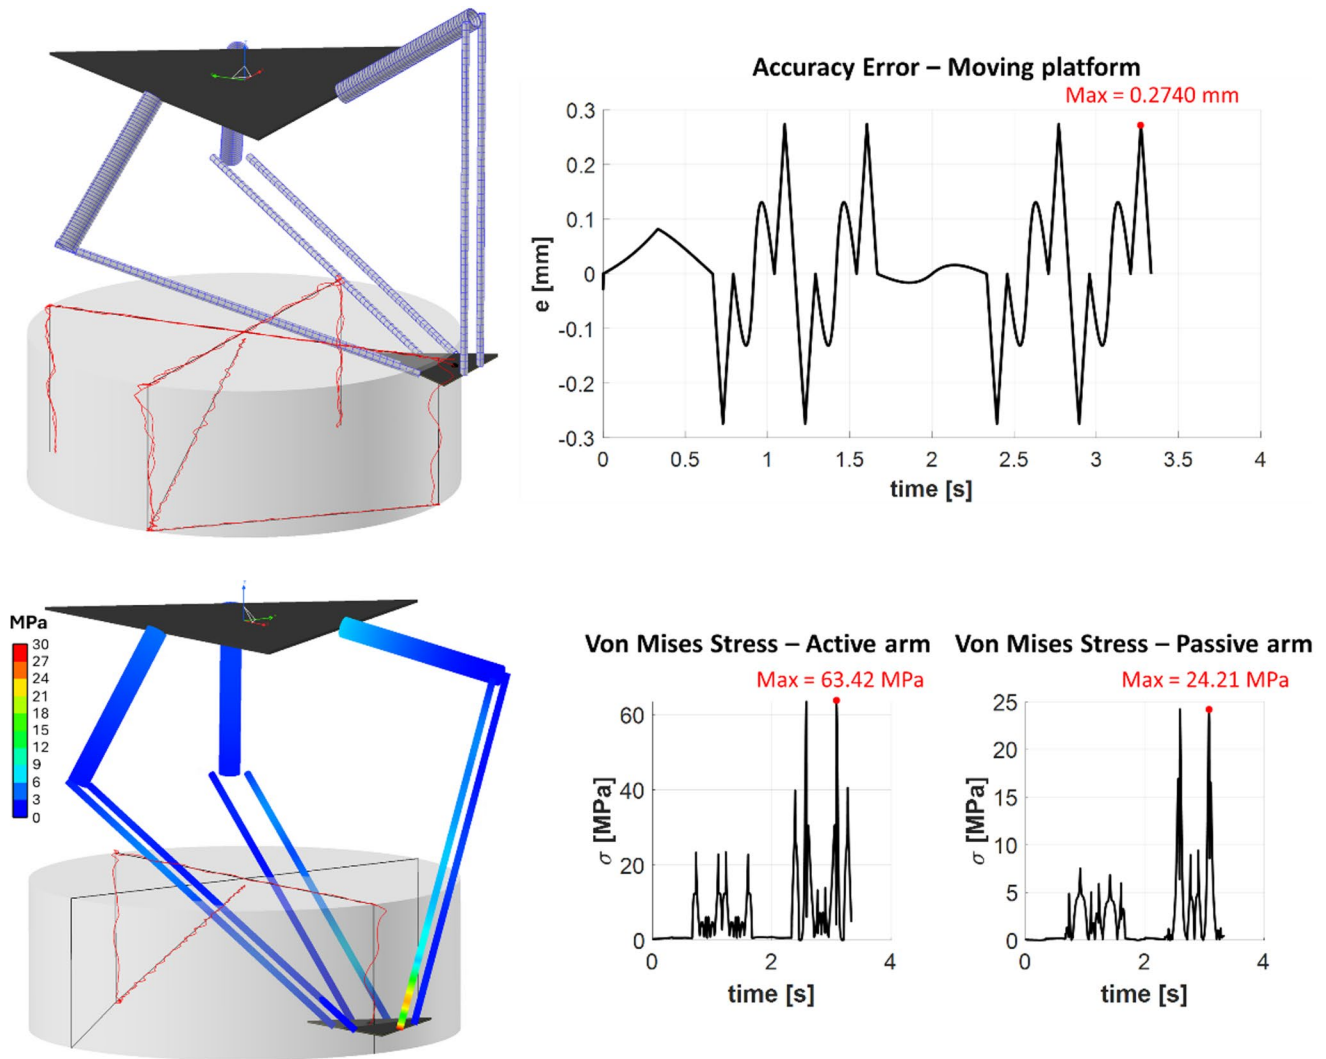 Accuracy Error – Moving platform
Max = 0.2740 mm
0.3
0.2
0.1
0
-0.1
-0.2
-0.3
e [mm]
0 0.5 1 1.5 2 2.5 3 3.5 4
time [s]
MPa
30
27
24
21
18
15
12
9
6
3
0
Von Mises Stress – Active arm
Max = 63.42 MPa
60
40
20
0
σ [MPa]
0 2 4
time [s]
Von Mises Stress – Passive arm
Max = 24.21 MPa
25
20
15
10
5
0
σ [MPa]
0 2 4
time [s]